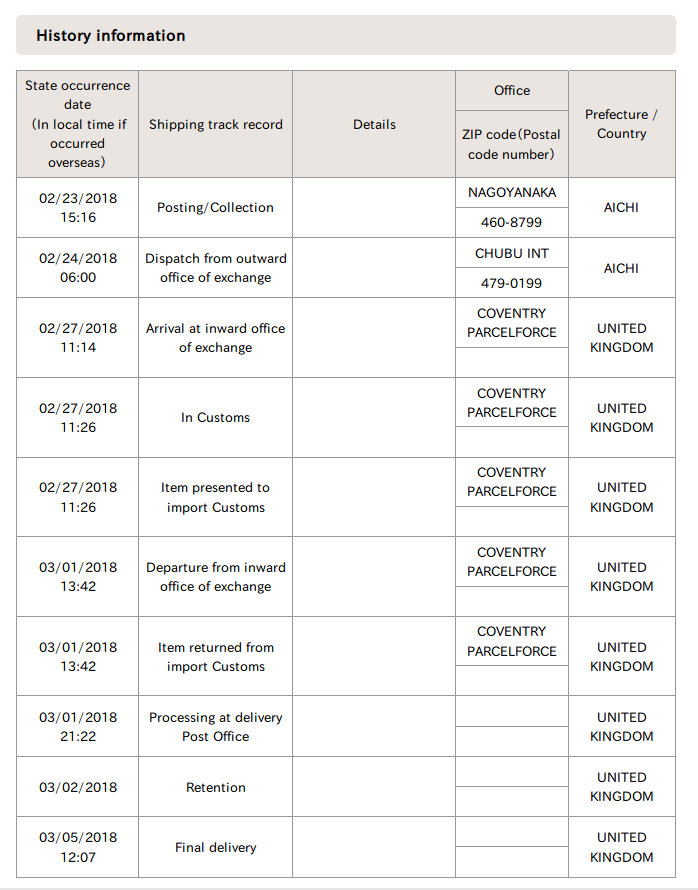 History information
State occurrence
date
(In local time if
occurred
overseas)
Shipping track record
Details
Office
ZIP code(Postal
code number)
Prefecture /
Country
02/23/2018
15:16
Posting/Collection
NAGOYANAKA
460-8799
AICHI
02/24/2018
06:00
Dispatch from outward
office of exchange
CHUBU INT
479-0199
AICHI
02/27/2018
11:14
Arrival at inward office
of exchange
COVENTRY
PARCELFORCE
UNITED
KINGDOM
02/27/2018
11:26
In Customs
COVENTRY
PARCELFORCE
UNITED
KINGDOM
02/27/2018
11:26
Item presented to
import Customs
COVENTRY
PARCELFORCE
UNITED
KINGDOM
03/01/2018
13:42
Departure from inward
office of exchange
COVENTRY
PARCELFORCE
UNITED
KINGDOM
03/01/2018
13:42
Item returned from
import Customs
COVENTRY
PARCELFORCE
UNITED
KINGDOM
03/01/2018
21:22
Processing at delivery
Post Office
UNITED
KINGDOM
03/02/2018
Retention
UNITED
KINGDOM
03/05/2018
12:07
Final delivery
UNITED
KINGDOM